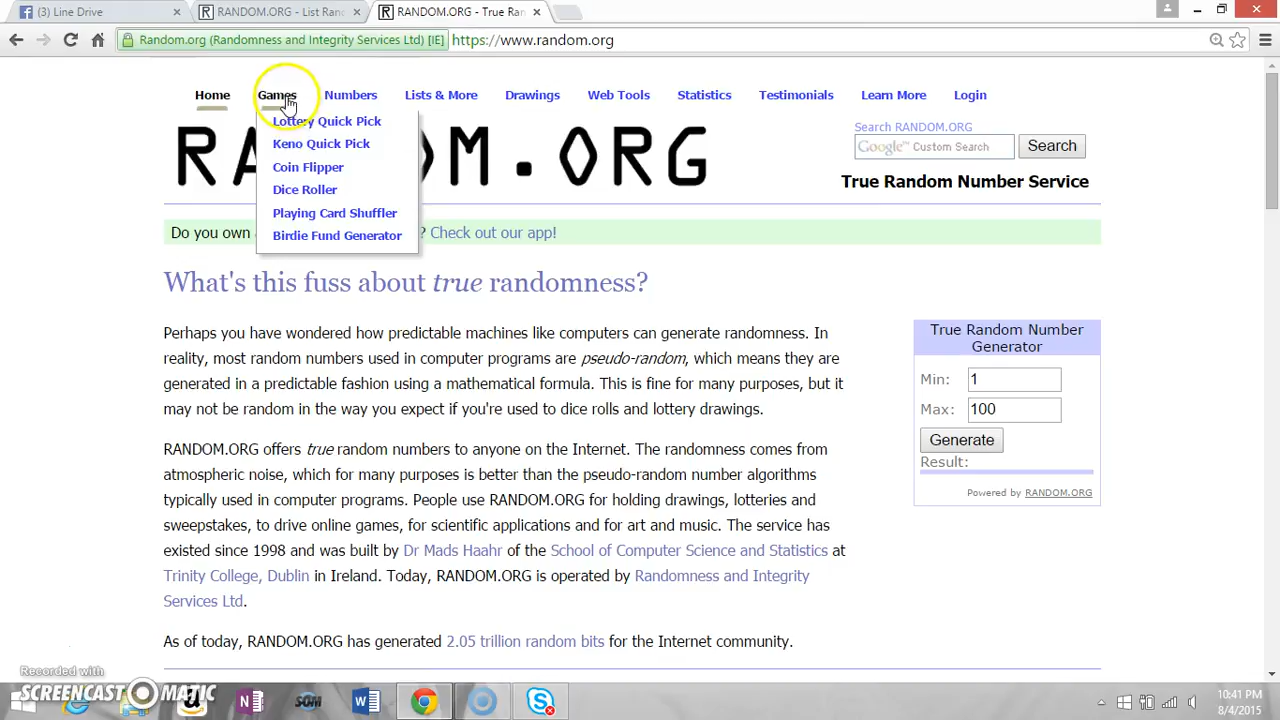 (3) Line Drive
RANDOM.ORG - List Ran
RANDOM.ORG - True Ra
Random.org (Randomness and Integrity Services Ltd) [IE] https://www.random.org
Home Games Numbers Lists & More Drawings Web Tools Statistics Testimonials Learn More Login
Lottery Quick Pick
Keno Quick Pick
Coin Flipper
Dice Roller
Playing Card Shuffler
Birdie Fund Generator
RANDOM.ORG
Search RANDOM.ORG
Google™ Custom Search Search
True Random Number Service
Do you own ? Check out our app!
What's this fuss about true randomness?
Perhaps you have wondered how predictable machines like computers can generate randomness. In
reality, most random numbers used in computer programs are pseudo-random, which means they are
generated in a predictable fashion using a mathematical formula. This is fine for many purposes, but it
may not be random in the way you expect if you're used to dice rolls and lottery drawings.
RANDOM.ORG offers true random numbers to anyone on the Internet. The randomness comes from
atmospheric noise, which for many purposes is better than the pseudo-random number algorithms
typically used in computer programs. People use RANDOM.ORG for holding drawings, lotteries and
sweepstakes, to drive online games, for scientific applications and for art and music. The service has
existed since 1998 and was built by Dr Mads Haahr of the School of Computer Science and Statistics at
Trinity College, Dublin in Ireland. Today, RANDOM.ORG is operated by Randomness and Integrity
Services Ltd.
As of today, RANDOM.ORG has generated 2.05 trillion random bits for the Internet community.
True Random Number
Generator
Min: 1
Max: 100
Generate
Result:
Powered by RANDOM.ORG
Recorded with
SCREENCAST MATIC
10:41 PM
8/4/2015